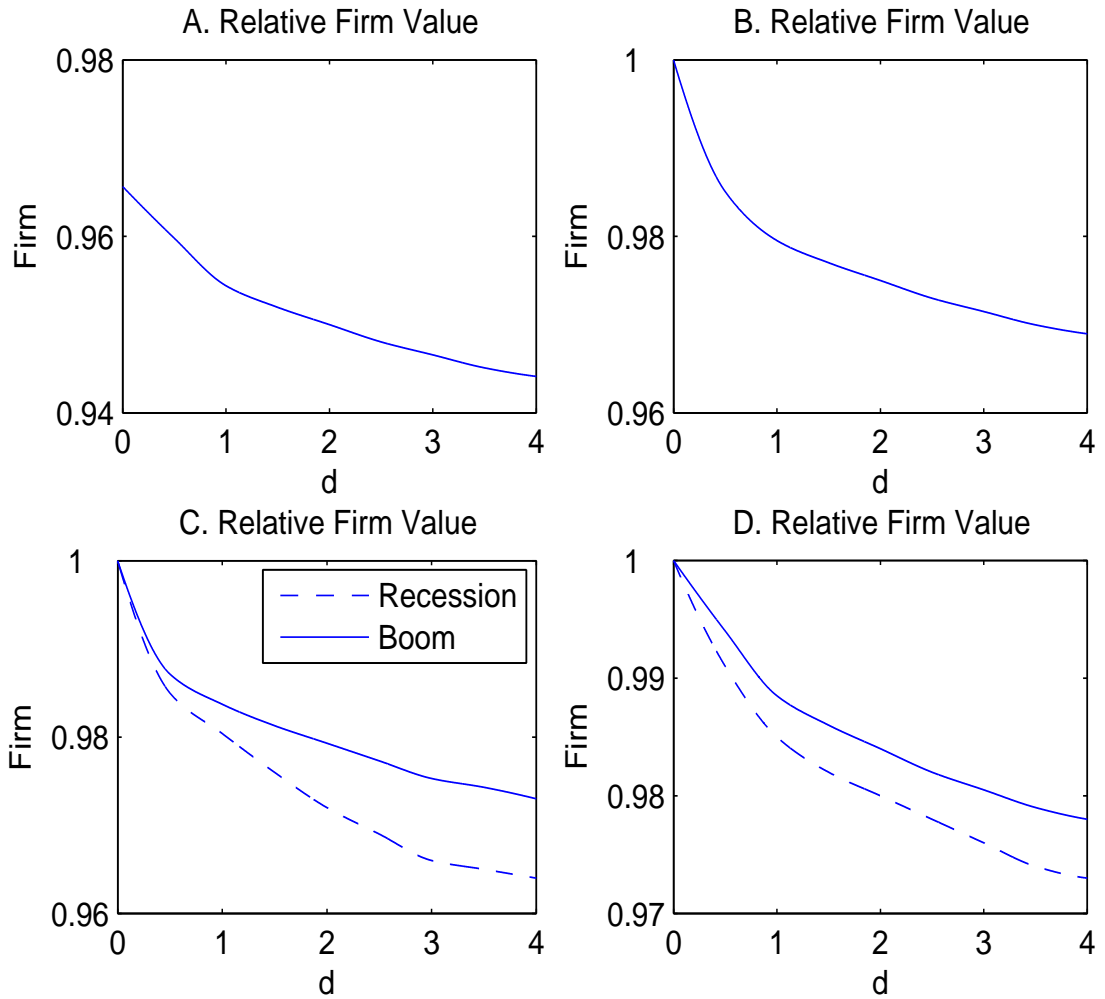 A. Relative Firm Value
B. Relative Firm Value
0.98
0.96
0.94
Firm
0 1 2 3 4
d
1
0.98
0.96
Firm
0 1 2 3 4
d
C. Relative Firm Value
D. Relative Firm Value
1
0.98
0.96
Firm
Recession
Boom
0 1 2 3 4
d
1
0.99
0.98
0.97
Firm
0 1 2 3 4
d